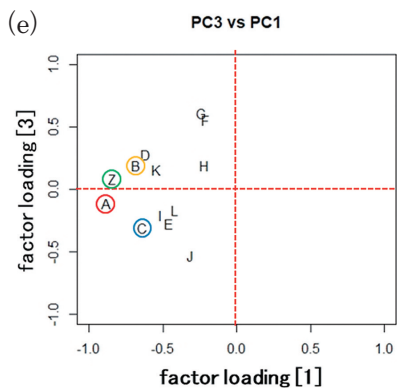 (e)
PC3 vs PC1
factor loading [3]
1.0
0.5
0.0
-0.5
-1.0
G
F
D
B
K
H
Z
A
I
L
E
C
J
-1.0 -0.5 0.0 0.5 1.0
factor loading [1]